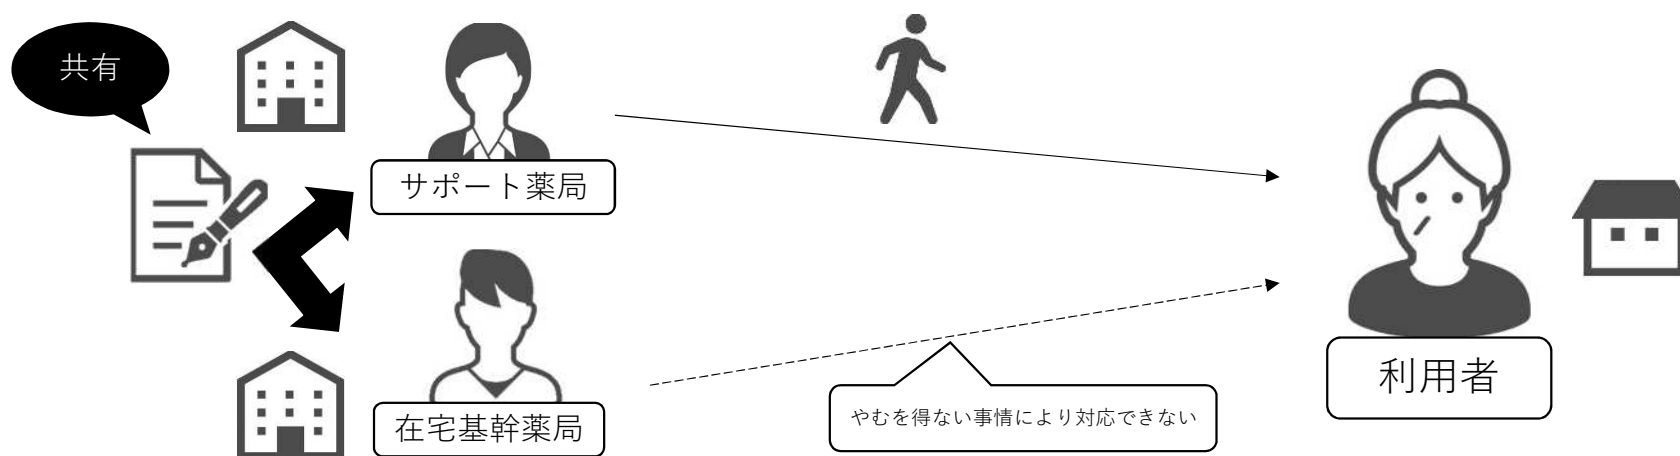 共有
サポート薬局
在宅基幹薬局
やむを得ない事情により対応できない
利用者